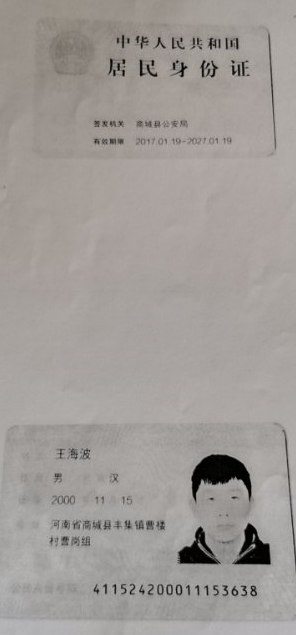 中华人民共和国
居民身份证
签发机关 商城县公安局
有效期限 2017.01.19-2027.01.19
王海波
男 汉
2000 11 15
河南省商城县丰集镇曹楼
村曹岗组
411524200011153638